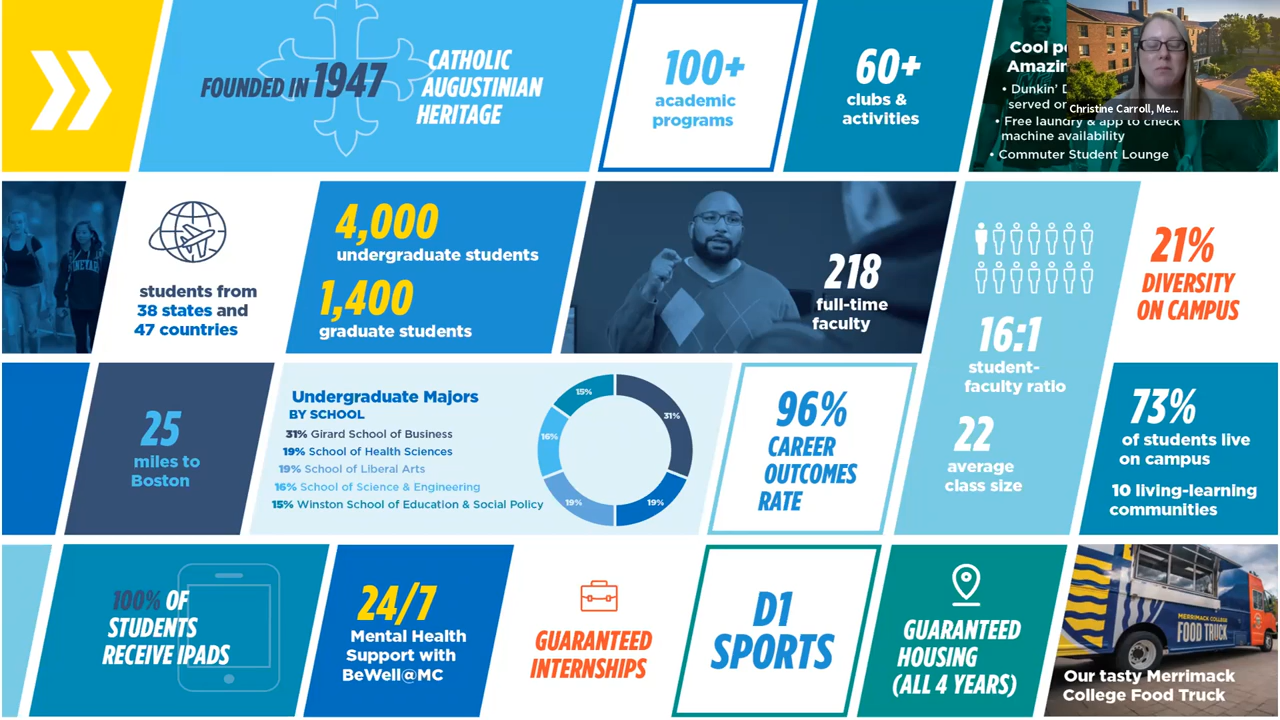 FOUNDED IN 1947
CATHOLIC
AUGUSTINIAN
HERITAGE
100+
academic
programs
60+
clubs &
activities
Cool
Amazin
• Dunkin'
served
• Free laundry & app to check
machine availability
• Commuter Student Lounge
Christine Carroll, Me...
students from
38 states and
47 countries
4,000
undergraduate students
1,400
graduate students
218
full-time
faculty
16:1
student-
faculty ratio
22
average
class size
21%
DIVERSITY
ON CAMPUS
25
miles to
Boston
Undergraduate Majors
BY SCHOOL
31% Girard School of Business
19% School of Health Sciences
19% School of Liberal Arts
16% School of Science & Engineering
15% Winston School of Education & Social Policy
15%
31%
16%
19%
19%
96%
CAREER
OUTCOMES
RATE
73%
of students live
on campus
10 living-learning
communities
100% OF
STUDENTS
RECEIVE IPADS
24/7
Mental Health
Support with
BeWell@MC
GUARANTEED
INTERNSHIPS
D1
SPORTS
GUARANTEED
HOUSING
(ALL 4 YEARS)
MERRIMACK COLLEGE
FOOD TRUCK
Our tasty Merrimack
College Food Truck